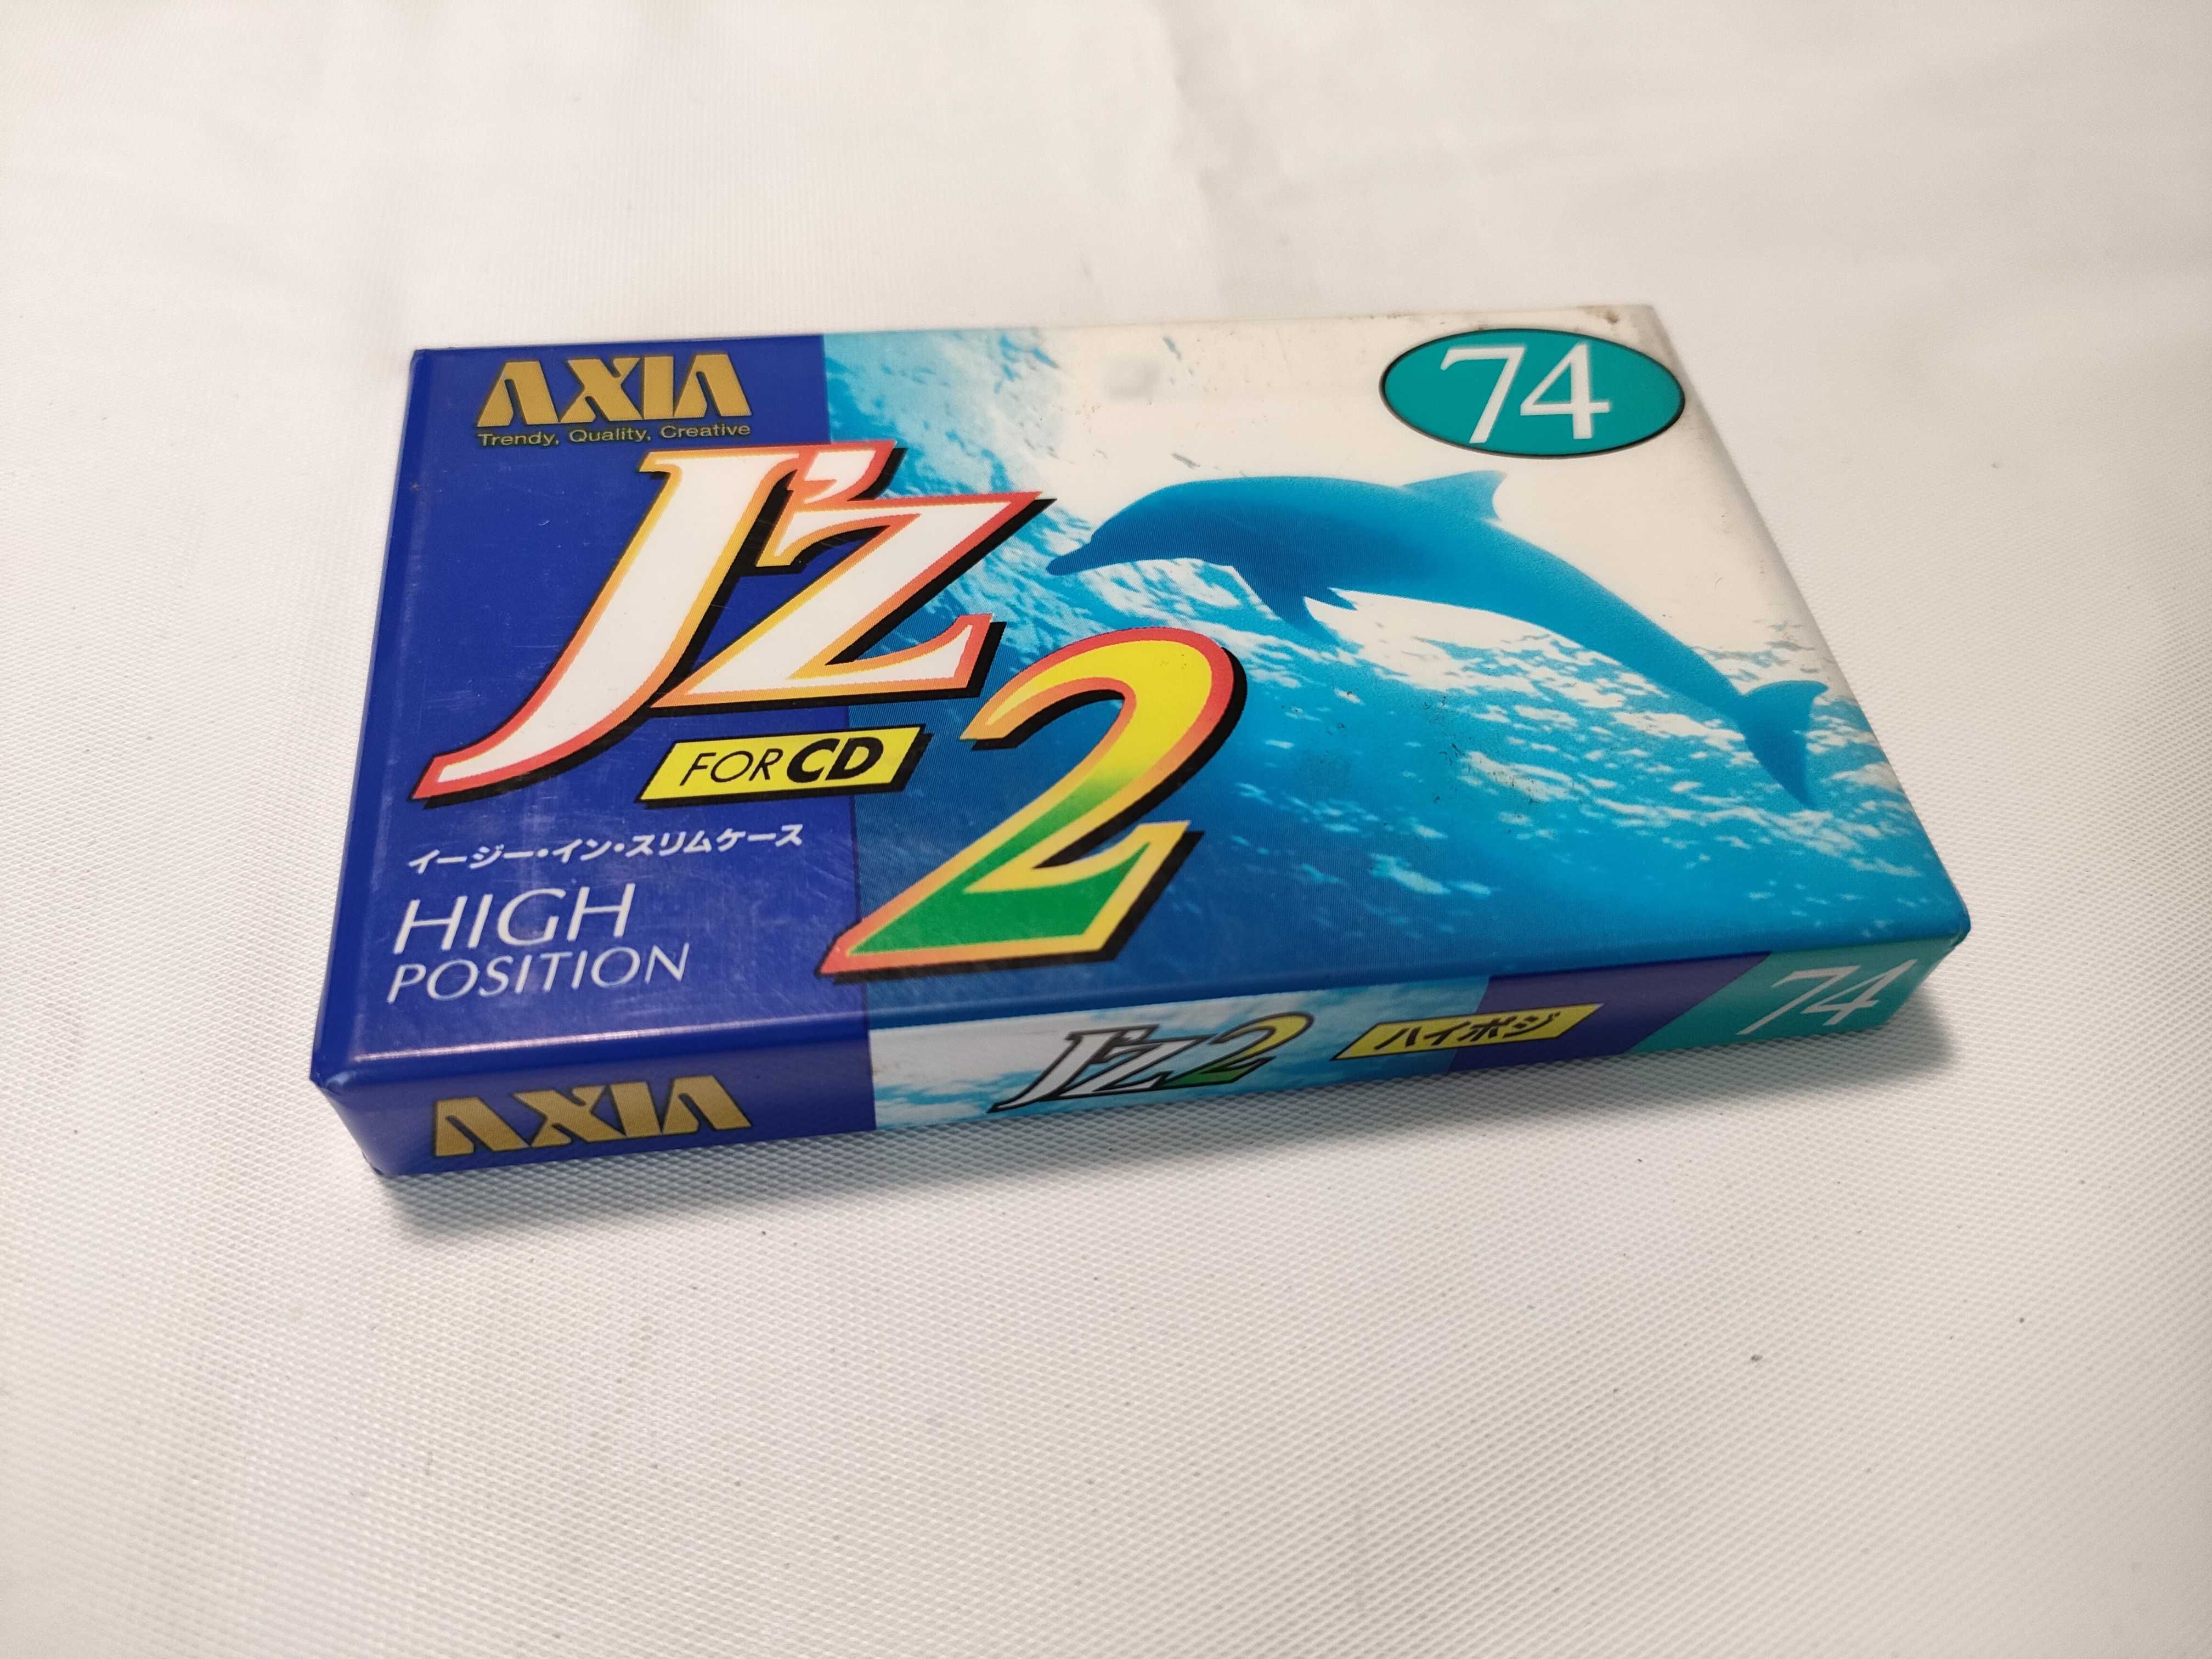 AXIA
Trendy, Quality, Creative
74
J'z
2
FOR CD
イージー・イン・スリムケース
HIGH
POSITION
AXIA
J'z2
ハイポジ
74